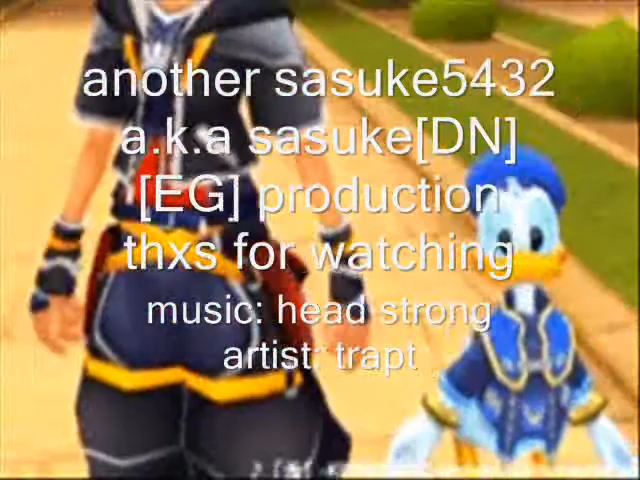 another sasuke5432
a.k.a sasuke[DN]
[EG] production
thxs for watching
music: head strong
artist: trapt